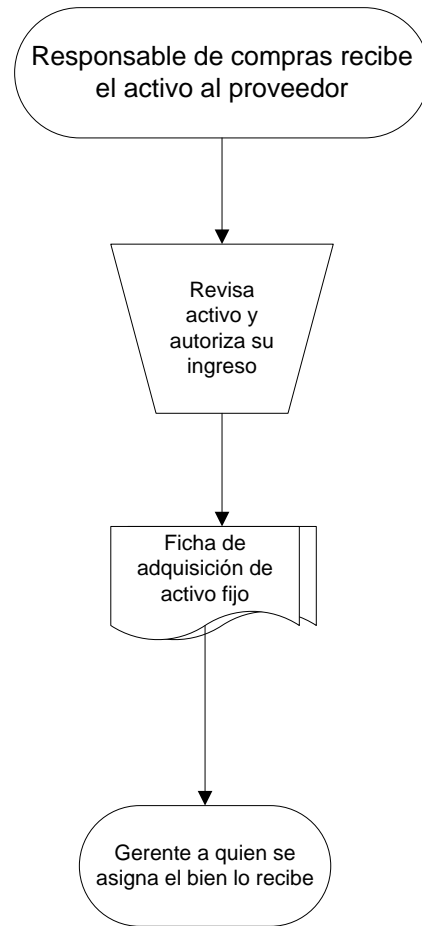 Responsable de compras recibe
el activo al proveedor
Revisa
activo y
autoriza su
ingreso
Ficha de
adquisición de
activo fijo
Gerente a quien se
asigna el bien lo recibe